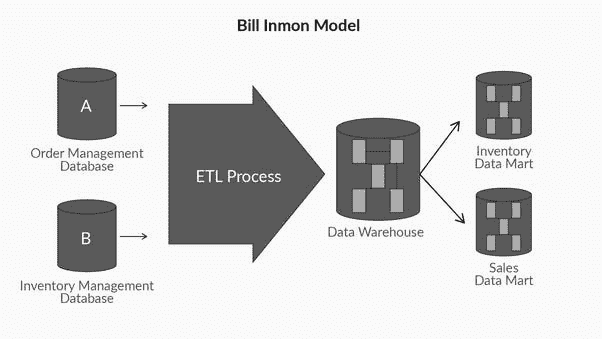 Bill Inmon Model
A
Order Management
Database
B
Inventory Management
Database
ETL Process
Data Warehouse
Inventory
Data Mart
Sales
Data Mart